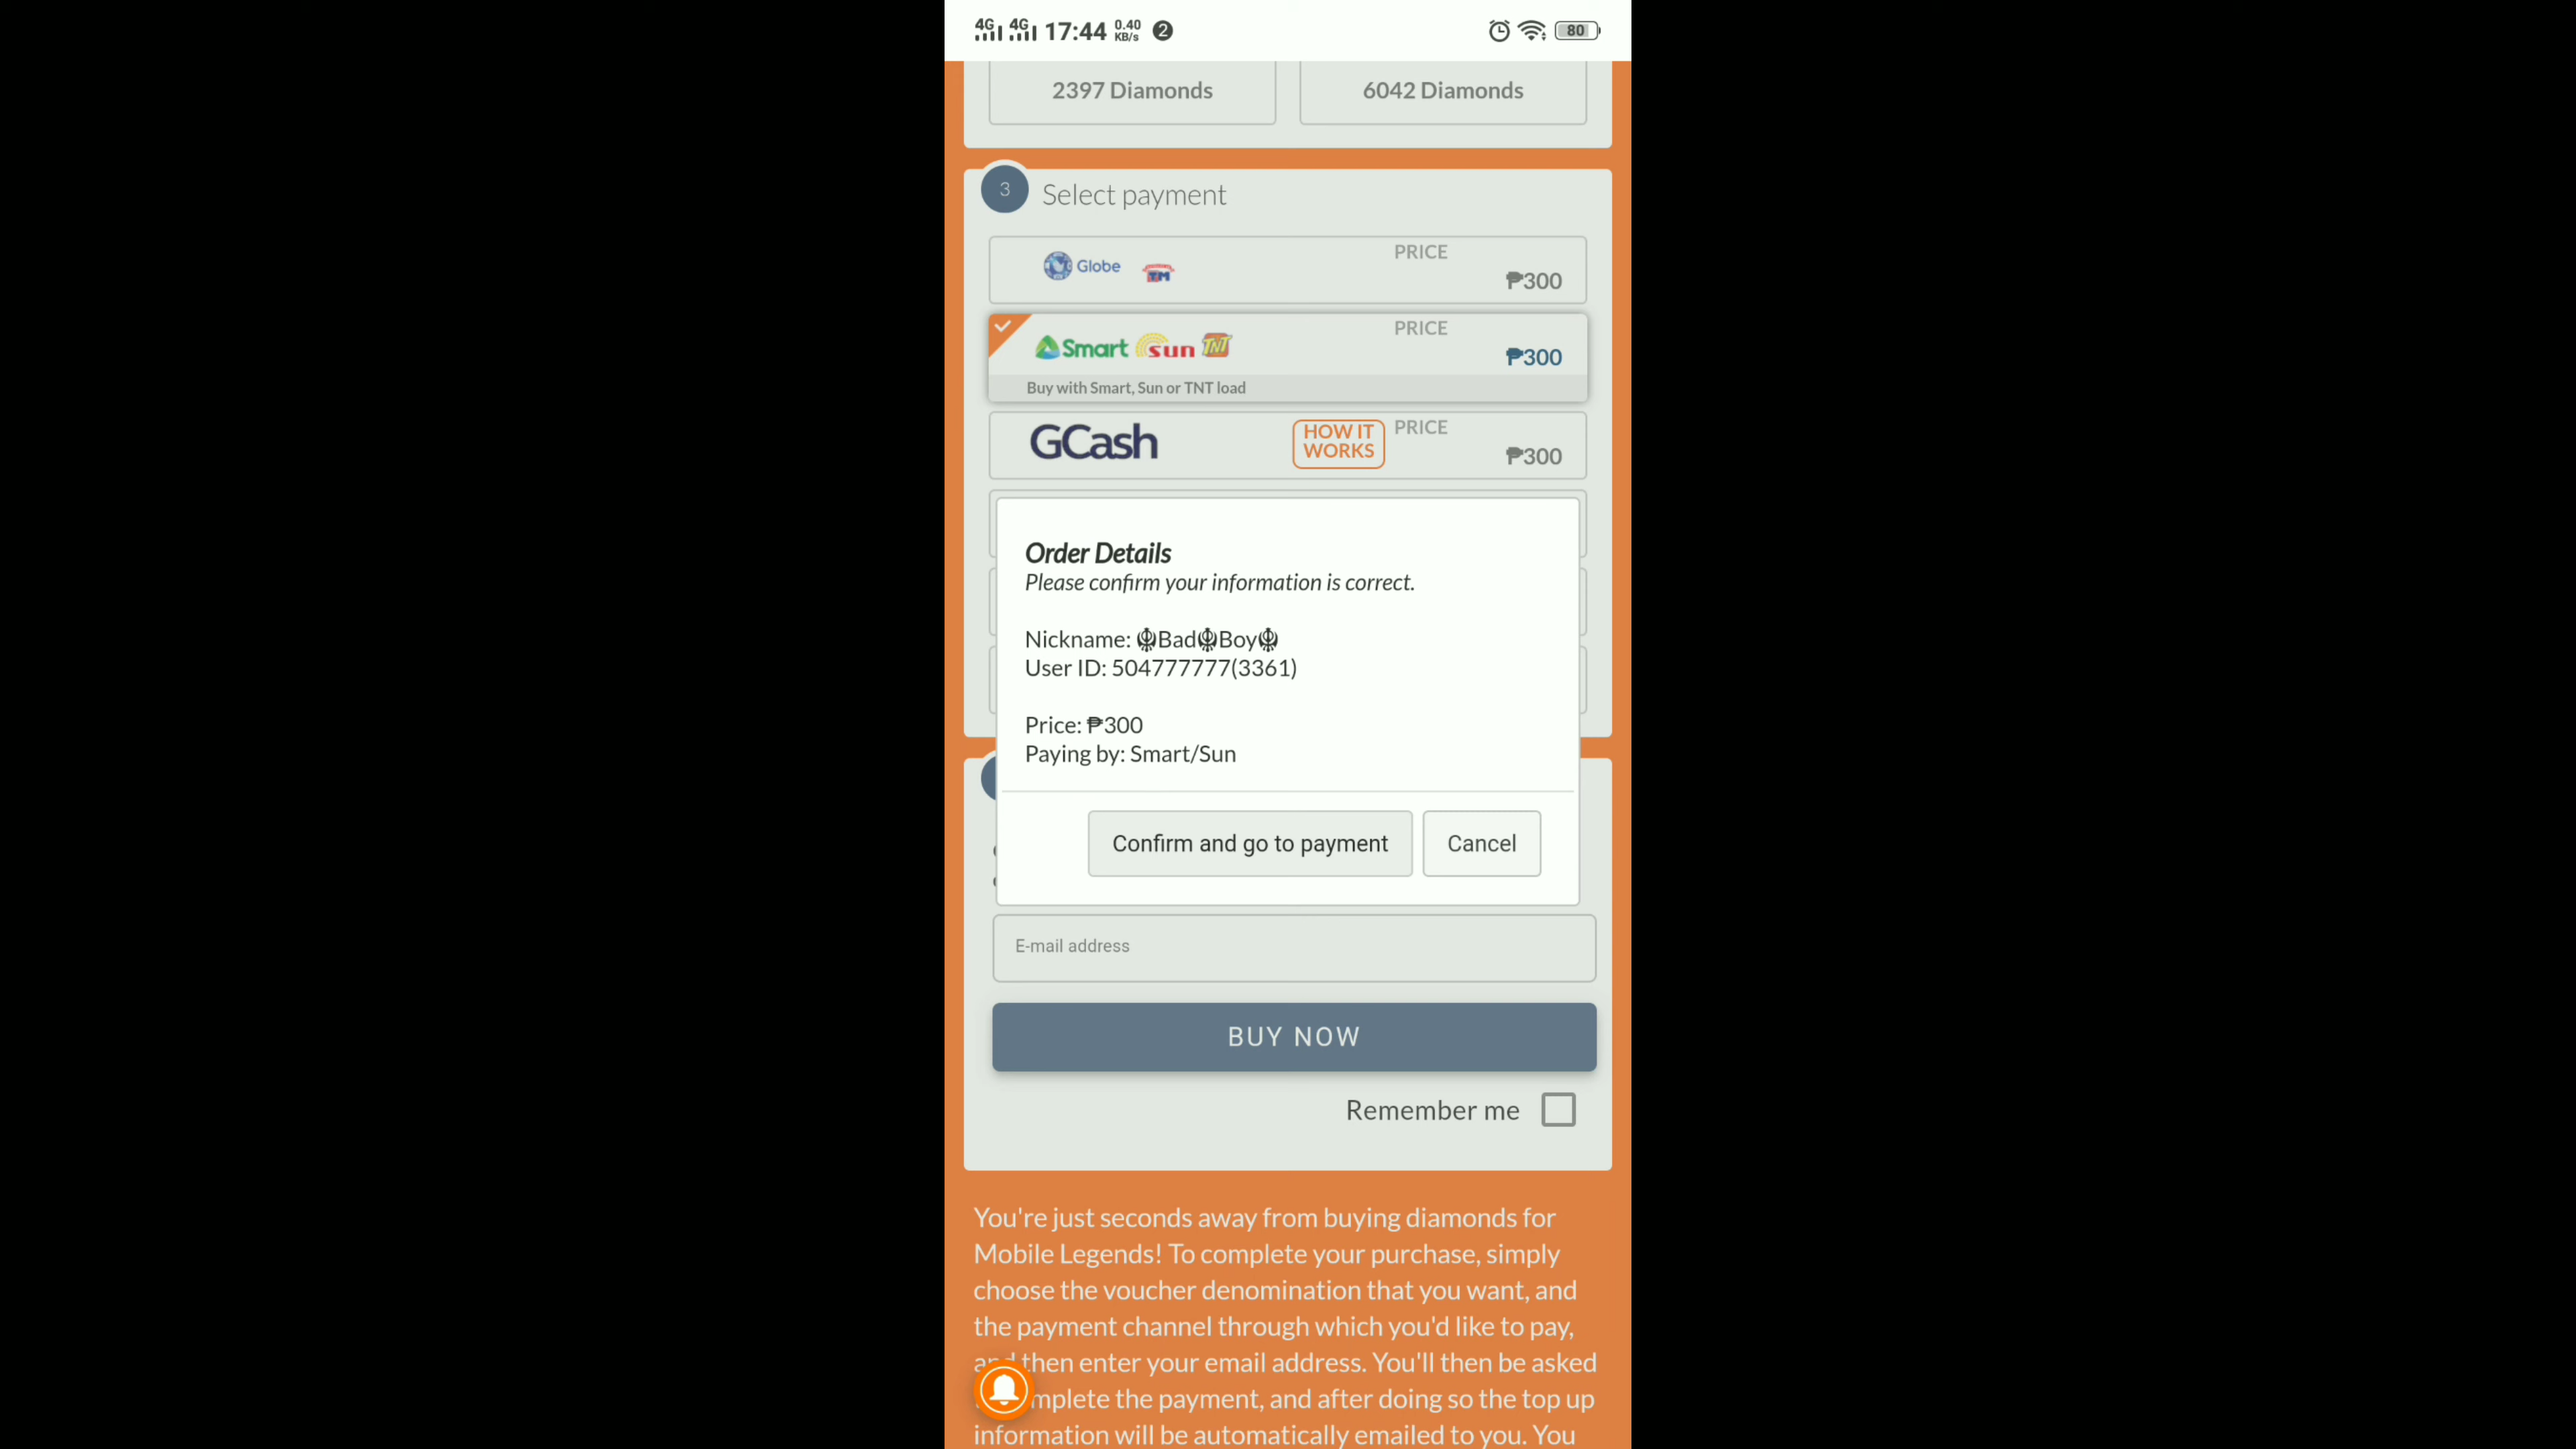 4G 4G 17:44 0.40 KB/s 2 80
2397 Diamonds 6042 Diamonds
3 Select payment
Globe TM PRICE
₱300
Smart Sun TNT PRICE
₱300
Buy with Smart, Sun or TNT load
GCash HOW IT WORKS PRICE
₱300
Order Details
Please confirm your information is correct.
Nickname: ☬Bad☬Boy☬
User ID: 504777777(3361)
Price: ₱300
Paying by: Smart/Sun
Confirm and go to payment Cancel
E-mail address
BUY NOW
Remember me
You're just seconds away from buying diamonds for
Mobile Legends! To complete your purchase, simply
choose the voucher denomination that you want, and
the payment channel through which you'd like to pay,
then enter your email address. You'll then be asked
the payment, and after doing so the top up
information will be automatically emailed to you. You